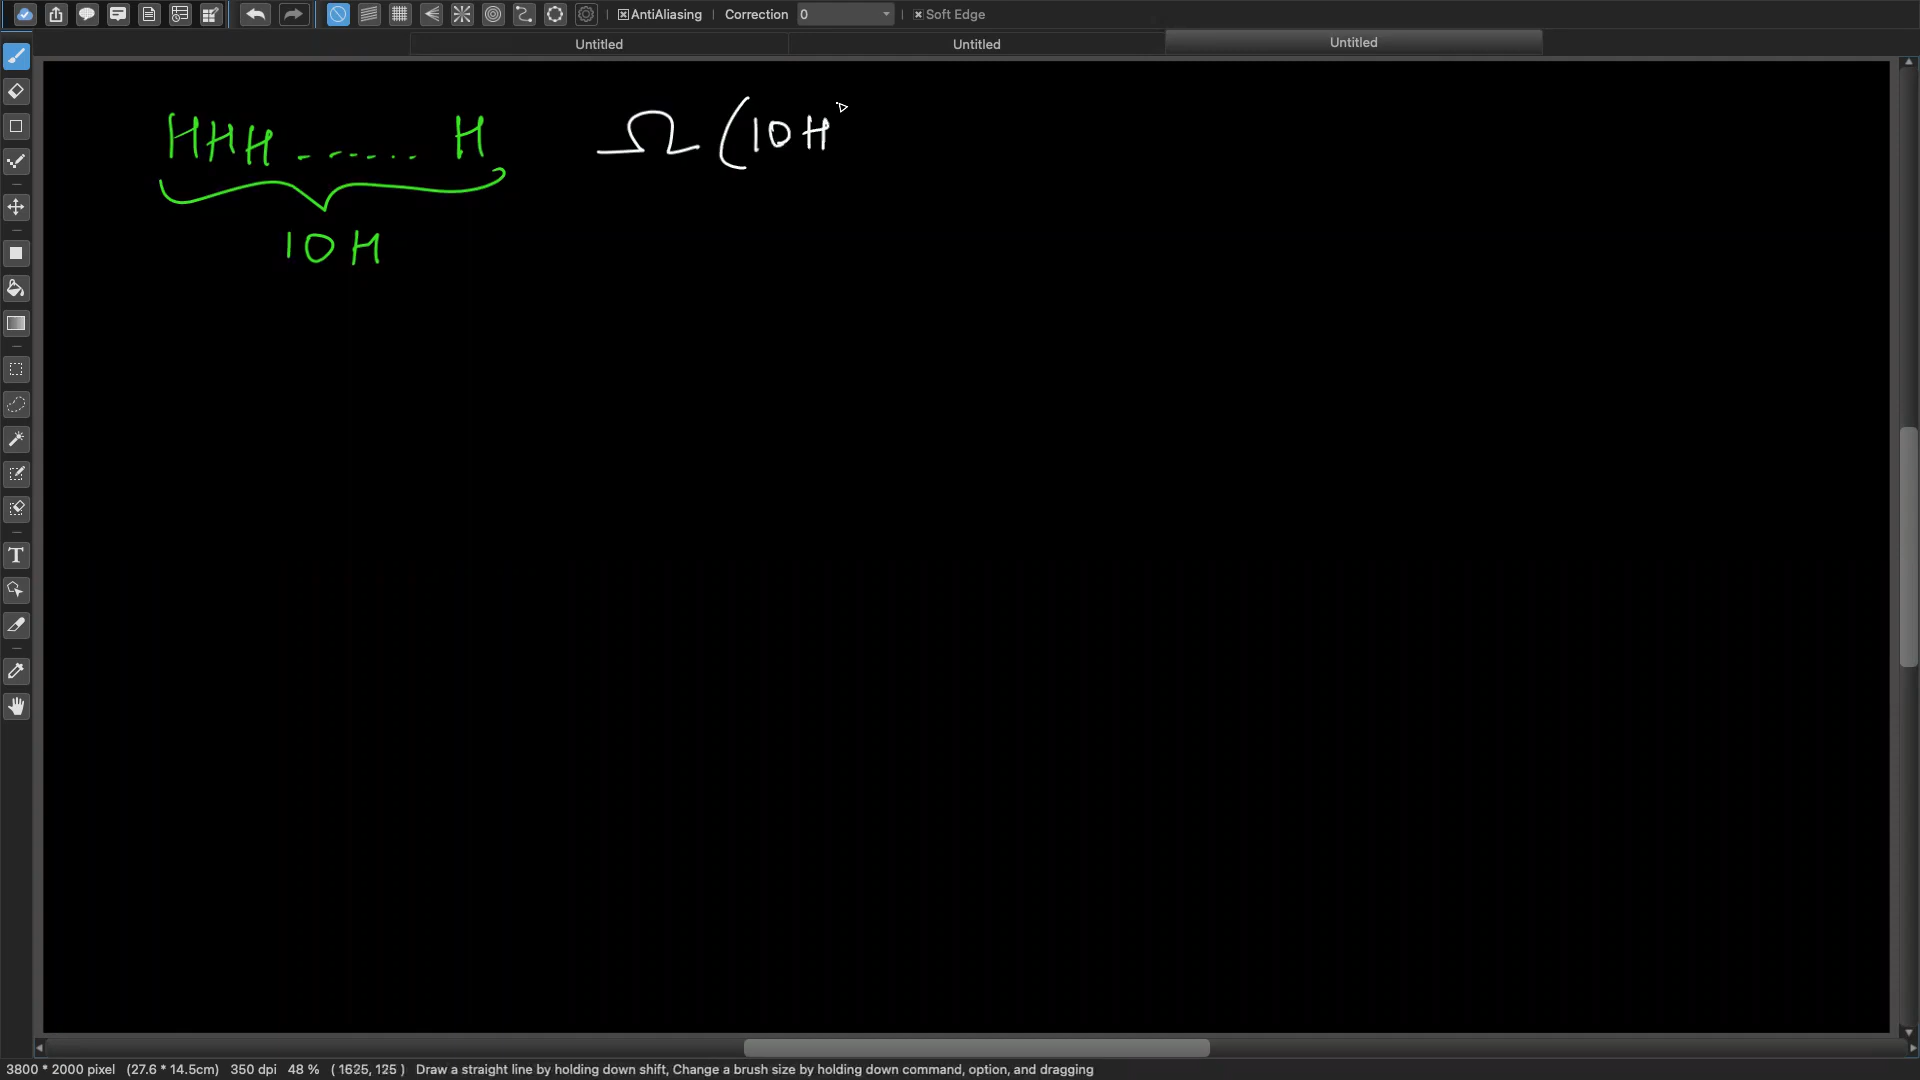 AntiAliasing Correction 0 Soft Edge
Untitled Untitled Untitled
HHH ...... H Ω (10H
10 H
T
3800 * 2000 pixel (27.6 * 14.5cm) 350 dpi 48 % ( 1625, 125 ) Draw a straight line by holding down shift, Change a brush size by holding down command, option, and dragging